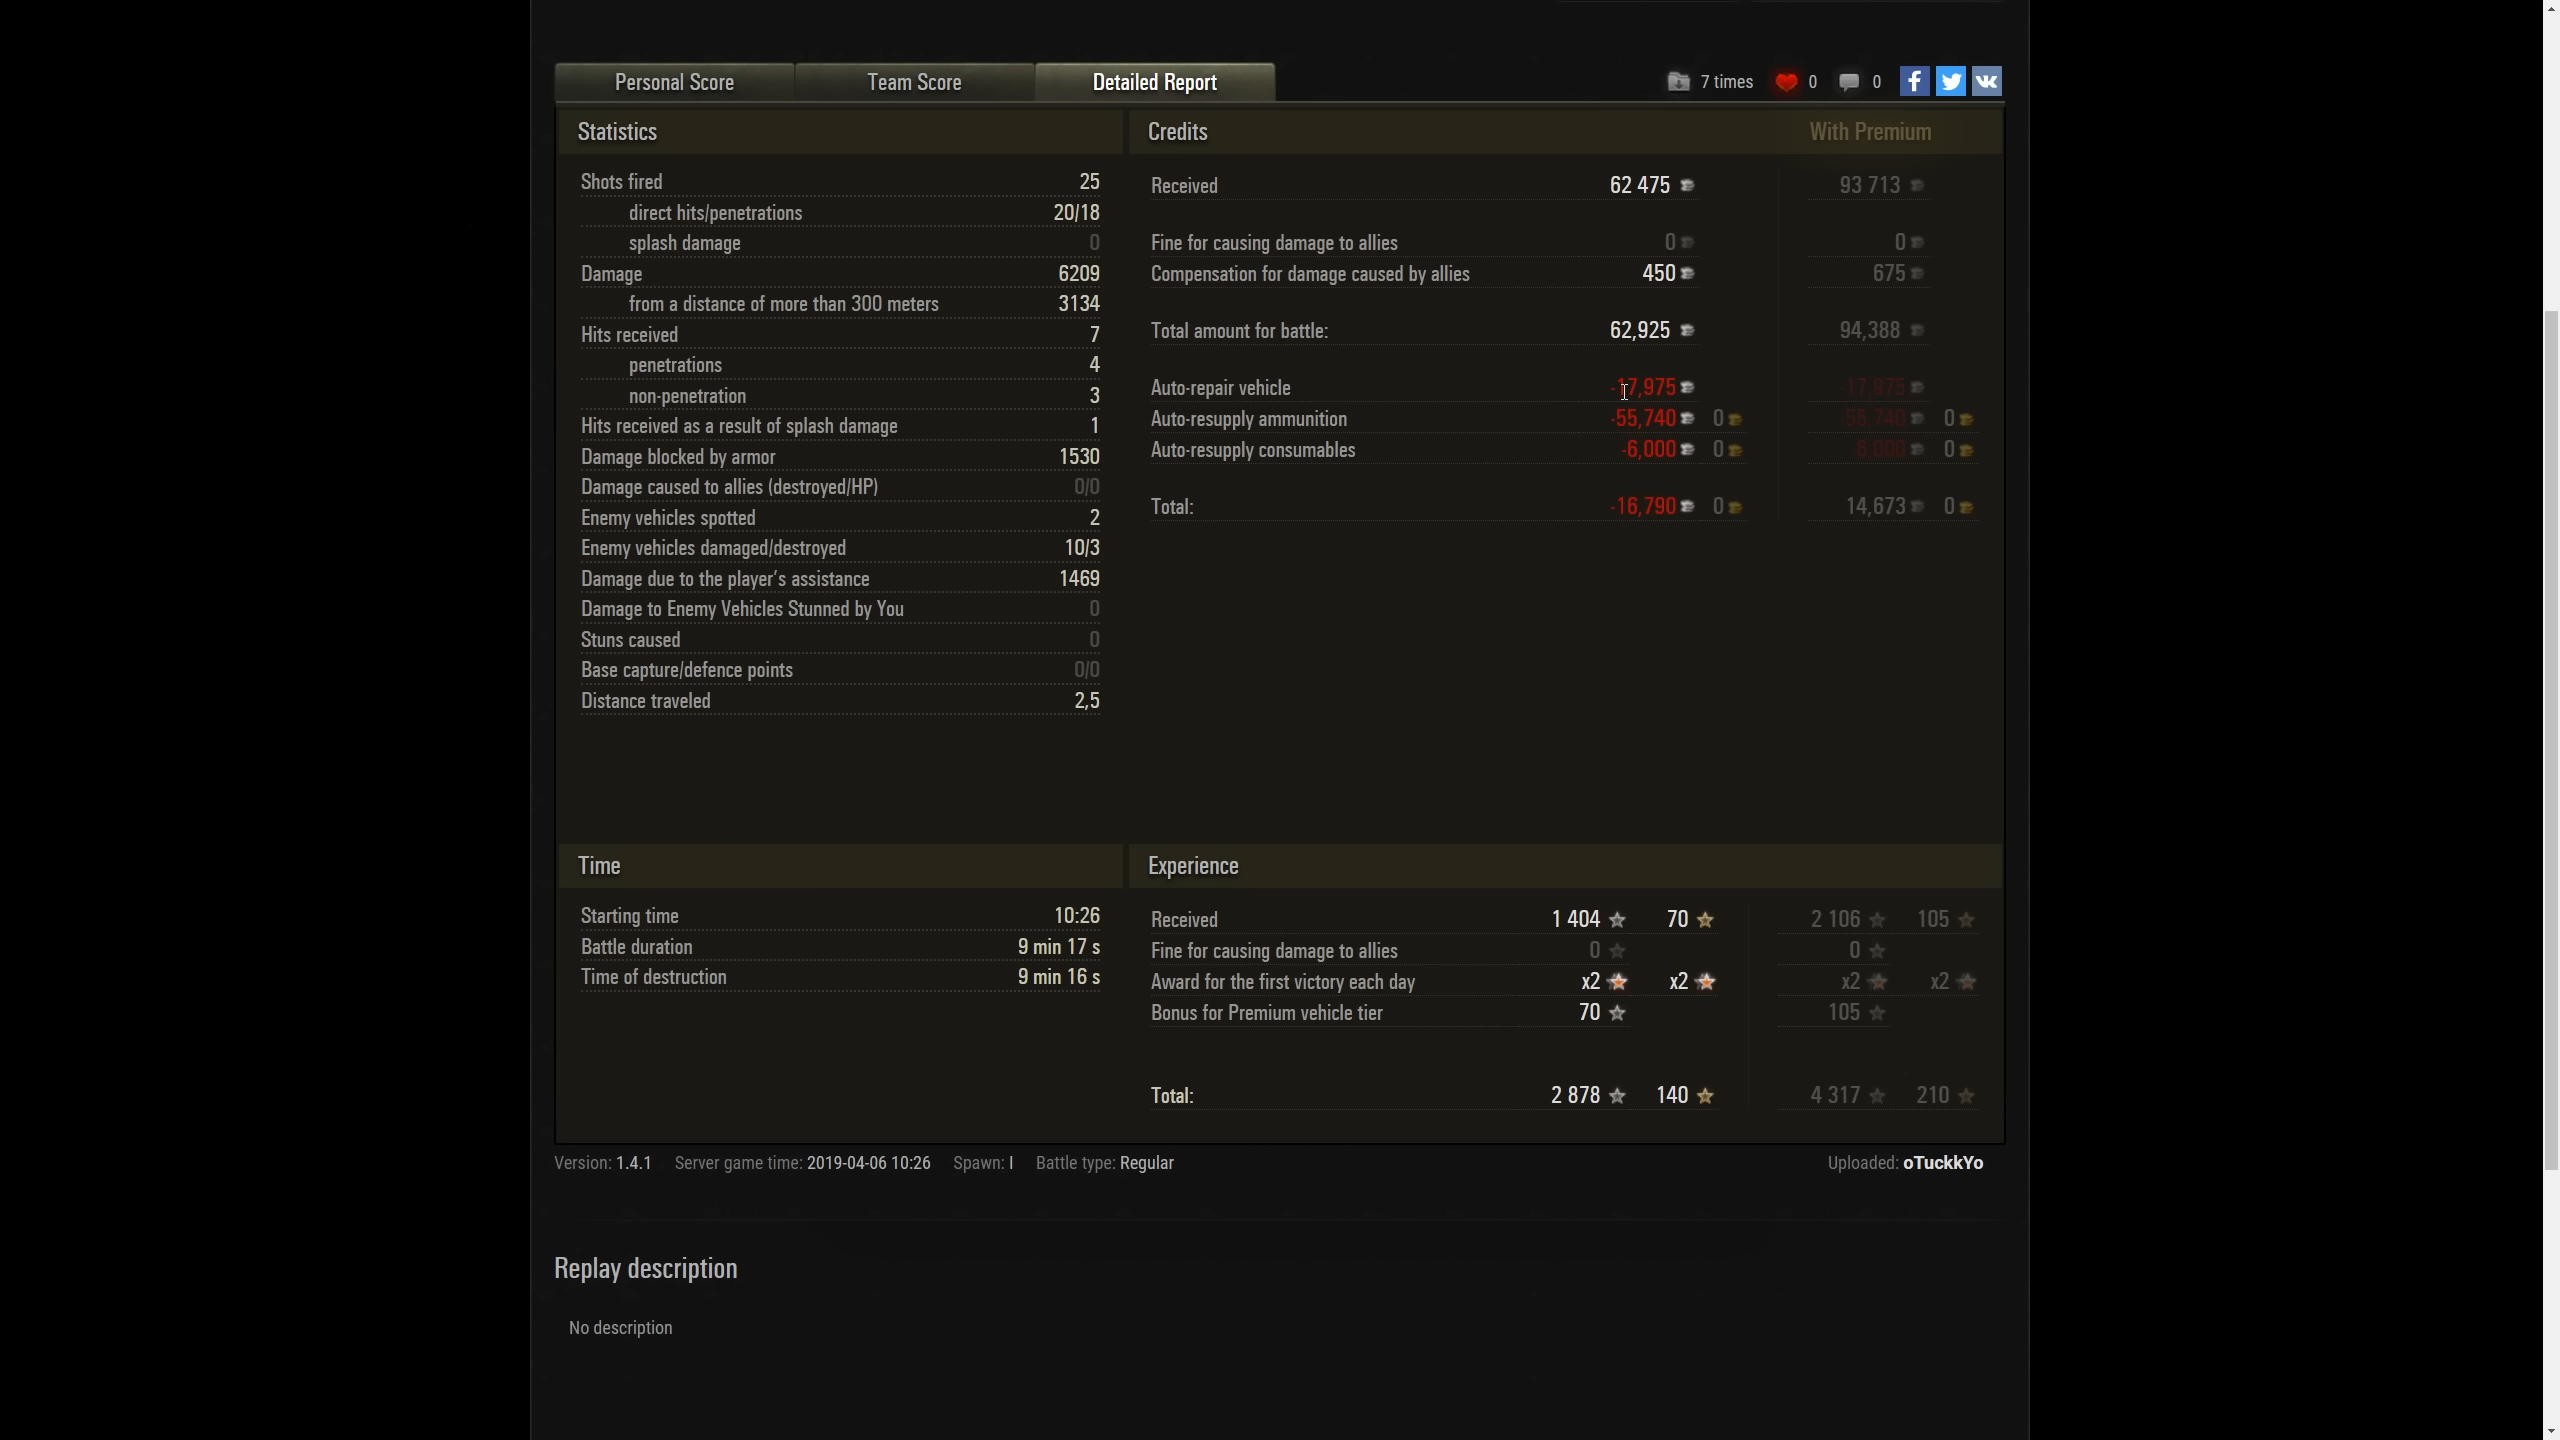 Personal Score Team Score Detailed Report 7 times 0 0
Statistics
Shots fired 25
direct hits/penetrations 20/18
splash damage 0
Damage 6209
from a distance of more than 300 meters 3134
Hits received 7
penetrations 4
non-penetration 3
Hits received as a result of splash damage 1
Damage blocked by armor 1530
Damage caused to allies (destroyed/HP) 0/0
Enemy vehicles spotted 2
Enemy vehicles damaged/destroyed 10/3
Damage due to the player's assistance 1469
Damage to Enemy Vehicles Stunned by You 0
Stuns caused 0
Base capture/defence points 0/0
Distance traveled 2,5
Credits With Premium
Received 62 475 93 713
Fine for causing damage to allies 0 0
Compensation for damage caused by allies 450 675
Total amount for battle: 62,925 94,388
Auto-repair vehicle -17,975 -17,975
Auto-resupply ammunition -55,740 0 -55,740 0
Auto-resupply consumables -6,000 0 -6,000 0
Total: -16,790 0 14,673 0
Time
Starting time 10:26
Battle duration 9 min 17 s
Time of destruction 9 min 16 s
Experience
Received 1 404 70 2 106 105
Fine for causing damage to allies 0 0
Award for the first victory each day x2 x2 x2 x2
Bonus for Premium vehicle tier 70 105
Total: 2 878 140 4 317 210
Version: 1.4.1 Server game time: 2019-04-06 10:26 Spawn: I Battle type: Regular Uploaded: oTuckkYo
Replay description
No description